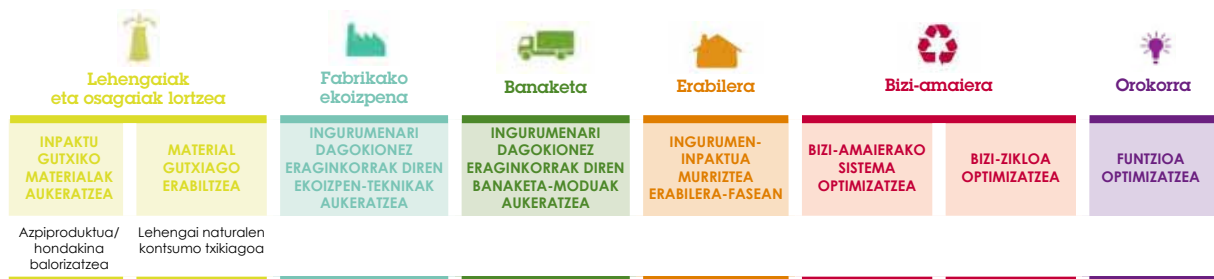 Lehengaiak
eta osagaiak lortzea
Fabrikako
ekoizpena
Banaketa
Erabilera
Bizi-amaiera
Orokorra
INPAKTU
GUTXIKO
MATERIALAK
AUKERATZEA
MATERIAL
GUTXIAGO
ERABILTZEA
INGURUMENARI
DAGOKIONEZ
ERAGINKORRAK DIREN
EKOIZPEN-TEKNIKAK
AUKERATZEA
INGURUMENARI
DAGOKIONEZ
ERAGINKORRAK DIREN
BANAKETA-MODUAK
AUKERATZEA
INGURUMEN-
INPAKTUA
MURRIZTEA
ERABILERA-FASEAN
BIZI-AMAIERAKO
SISTEMA
OPTIMIZATZEA
BIZI-ZIKLOA
OPTIMIZATZEA
FUNTZIOA
OPTIMIZATZEA
Azpiproduktua/
hondakina
balorizatzea
Lehengai naturalen
kontsumo txikiagoa